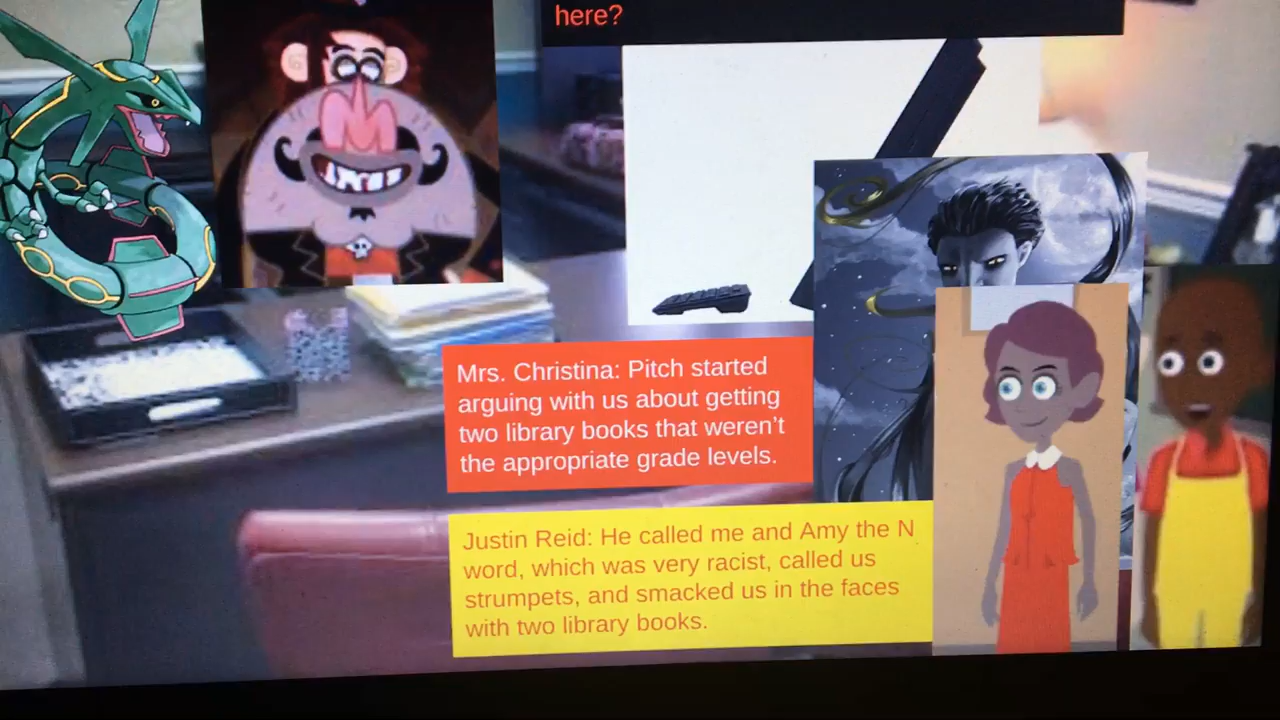 here?
Mrs. Christina: Pitch started
arguing with us about getting
two library books that weren't
the appropriate grade levels.
Justin Reid: He called me and Amy the N
word, which was very racist, called us
strumpets, and smacked us in the faces
with two library books.